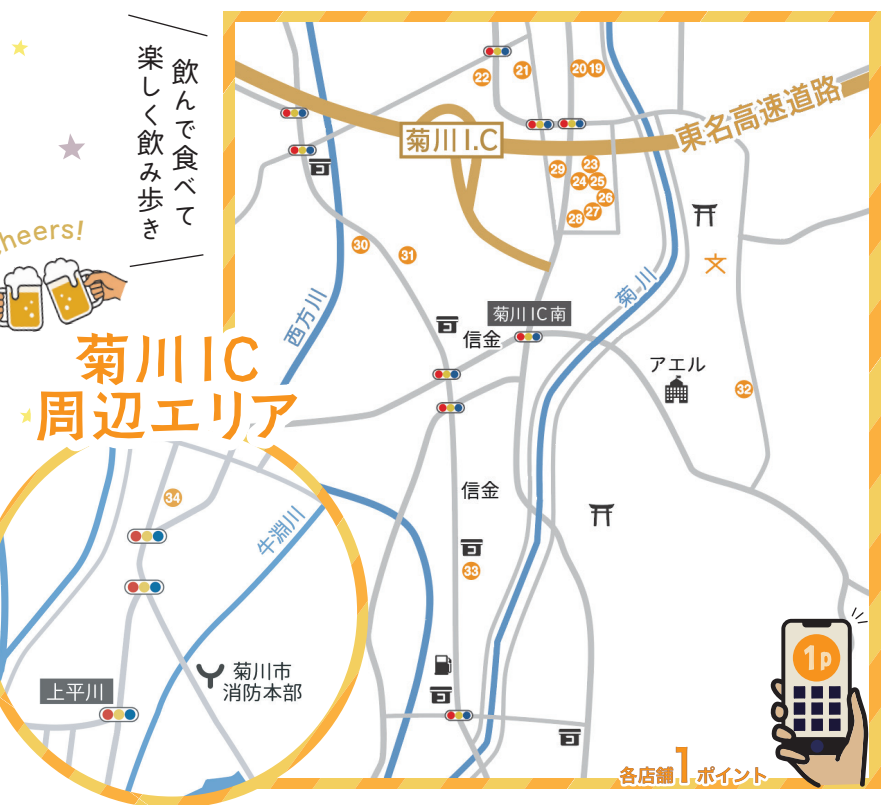 飲んで食べて
楽しく飲み歩き
heers!
菊川IC
周辺エリア
22
21
20
19
東名高速道路
菊川I.C
29
23
24
25
26
27
28
30
31
西方川
菊川
文
菊川IC南
信金
アエル
32
信金
33
34
牛淵川
上平川
菊川市
消防本部
1p
各店舗1ポイント